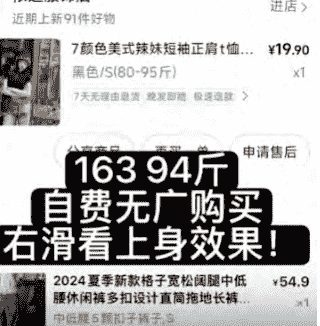 进店 >
近期上新91件好物
7颜色美式辣妹短袖正肩t恤... ¥19.90
黑色/S(80-95斤) x1
7天无理由退货 晚发即赔 极速退款 >
申请售后
163 94斤
自费无广购买
右滑看上身效果！
2024夏季新款格子宽松阔腿中低 ¥54.9
腰休闲裤多扣设计直筒拖地长裤... x1